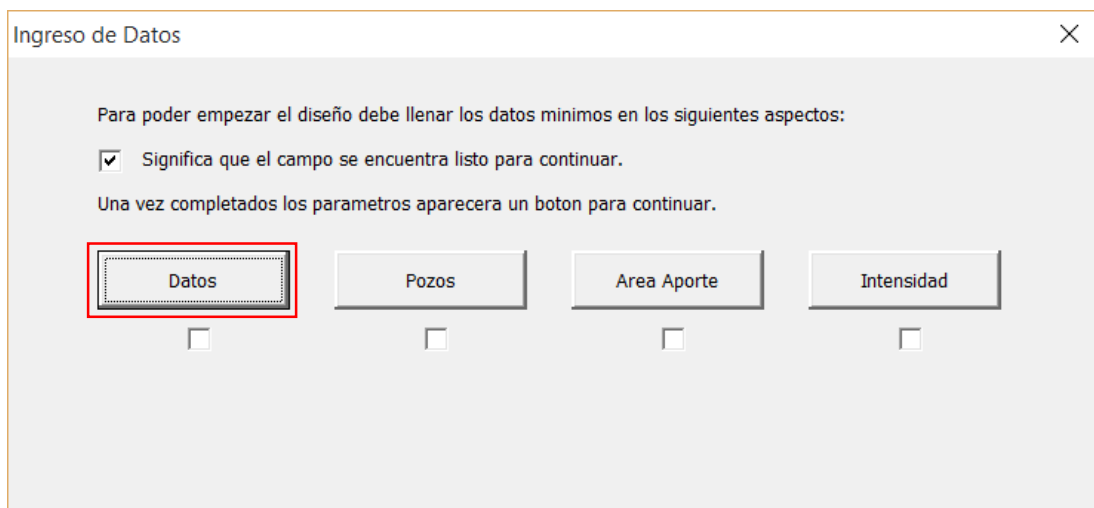 Ingreso de Datos
Para poder empezar el diseño debe llenar los datos minimos en los siguientes aspectos:
Significa que el campo se encuentra listo para continuar.
Una vez completados los parametros aparecera un boton para continuar.
Datos
Pozos
Area Aporte
Intensidad